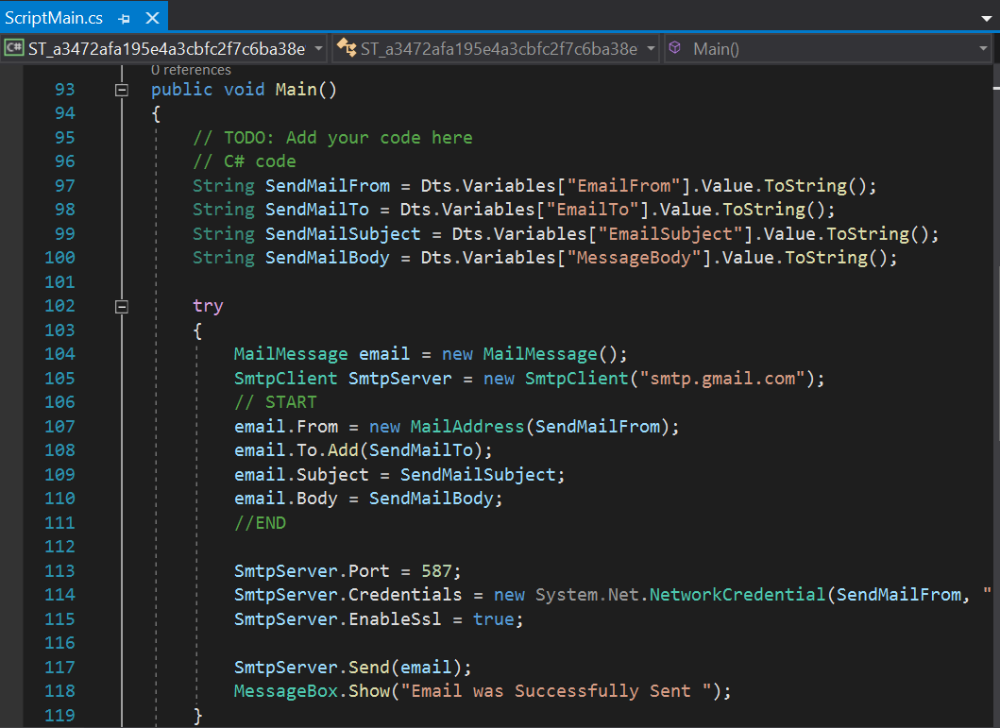 ScriptMain.cs
C# ST_a3472afa195e4a3cbfc2f7c6ba38e ST_a3472afa195e4a3cbfc2f7c6ba38e Main()
0 references
93 public void Main()
94 {
95 // TODO: Add your code here
96 // C# code
97 String SendMailFrom = Dts.Variables["EmailFrom"].Value.ToString();
98 String SendMailTo = Dts.Variables["EmailTo"].Value.ToString();
99 String SendMailSubject = Dts.Variables["EmailSubject"].Value.ToString();
100 String SendMailBody = Dts.Variables["MessageBody"].Value.ToString();
101
102 try
103 {
104 MailMessage email = new MailMessage();
105 SmtpClient SmtpServer = new SmtpClient("smtp.gmail.com");
106 // START
107 email.From = new MailAddress(SendMailFrom);
108 email.To.Add(SendMailTo);
109 email.Subject = SendMailSubject;
110 email.Body = SendMailBody;
111 //END
112
113 SmtpServer.Port = 587;
114 SmtpServer.Credentials = new System.Net.NetworkCredential(SendMailFrom, "
115 SmtpServer.EnableSsl = true;
116
117 SmtpServer.Send(email);
118 MessageBox.Show("Email was Successfully Sent ");
119 }